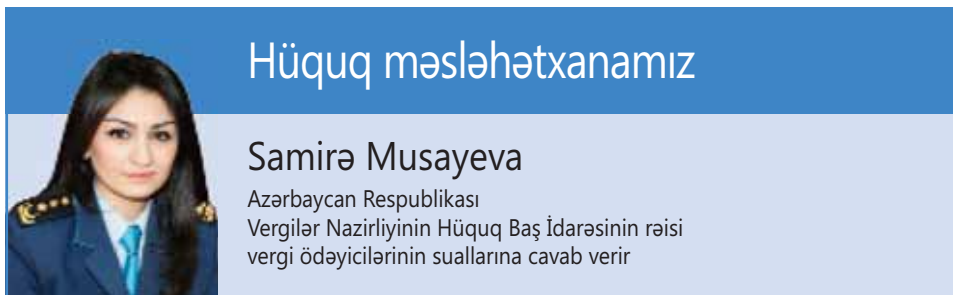 Hüquq məsləhətxanamız
Samirə Musayeva
Azərbaycan Respublikası
Vergilər Nazirliyinin Hüquq Baş İdarəsinin rəisi
vergi ödəyicilərinin suallarına cavab verir